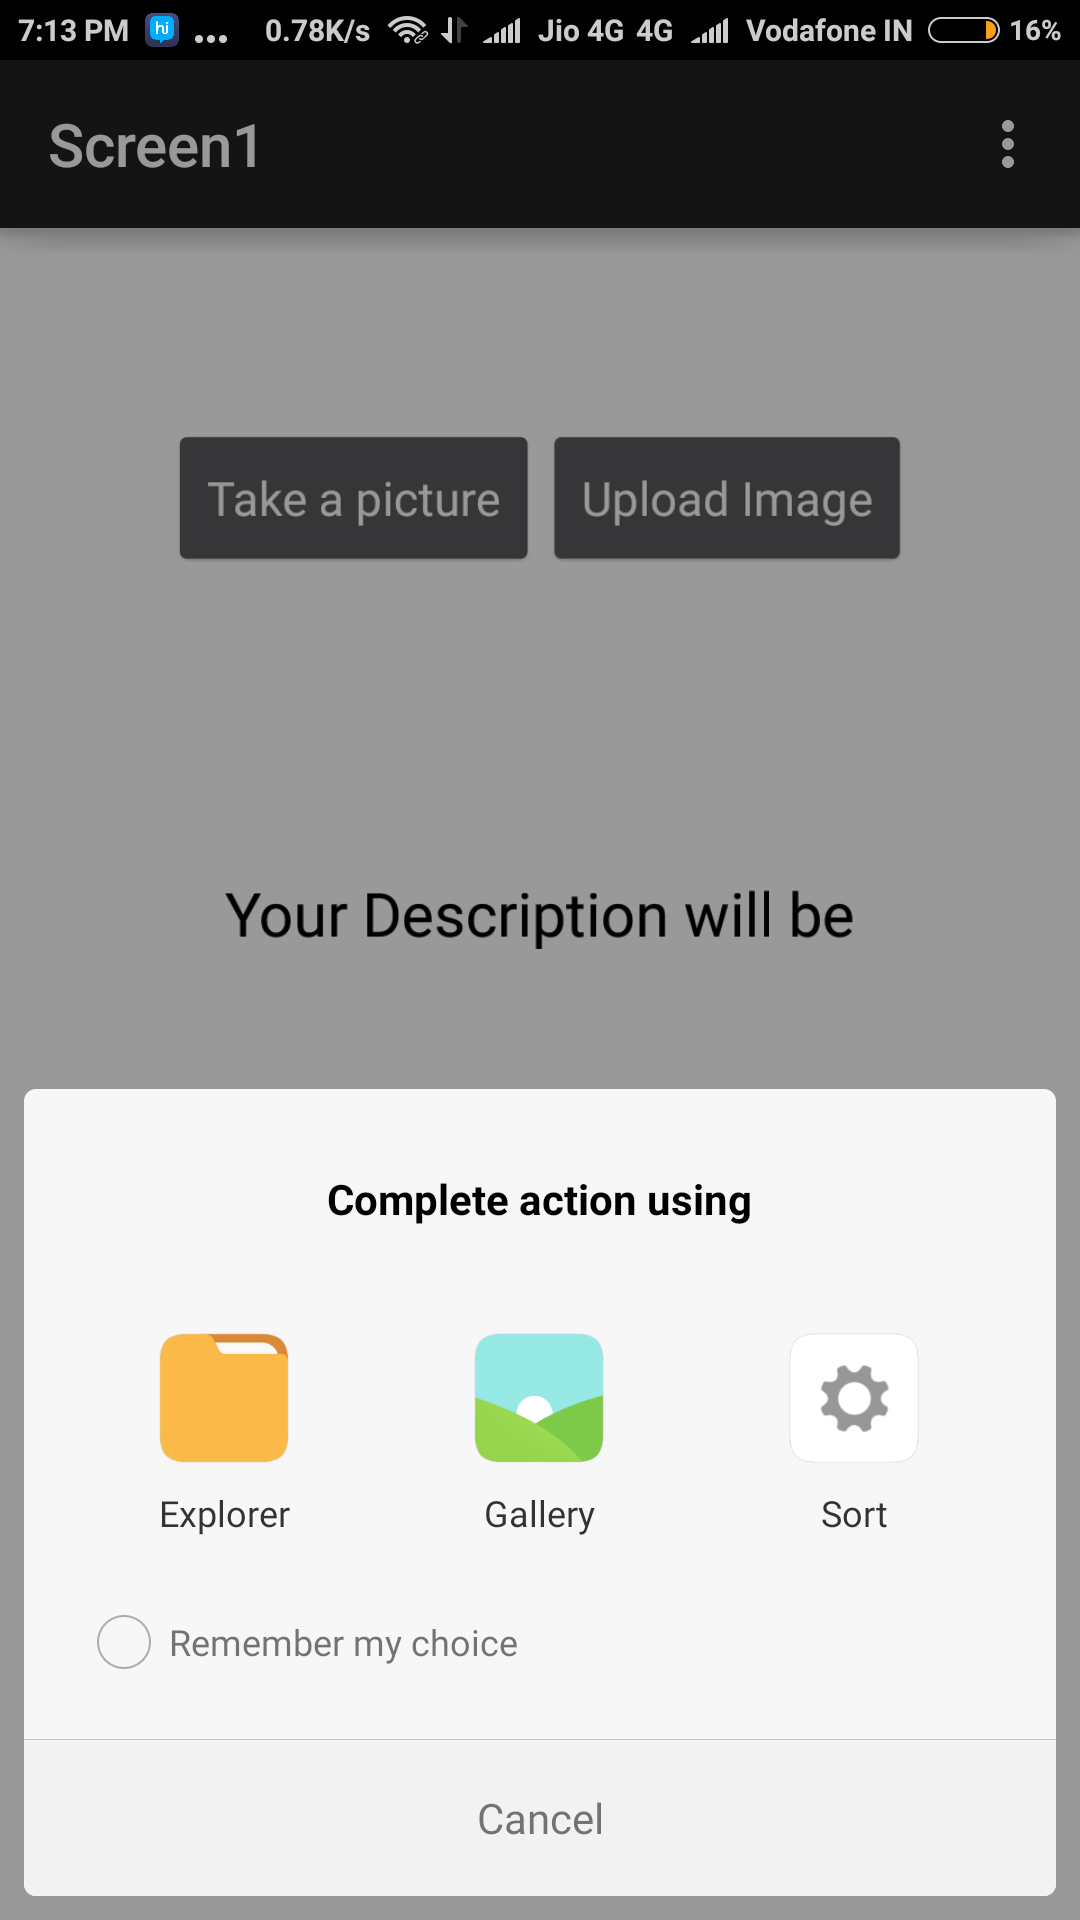 7:13 PM hi ... 0.78K/s Jio 4G 4G Vodafone IN 16%
Screen1
Take a picture Upload Image
Your Description will be
Complete action using
Explorer Gallery Sort
Remember my choice
Cancel